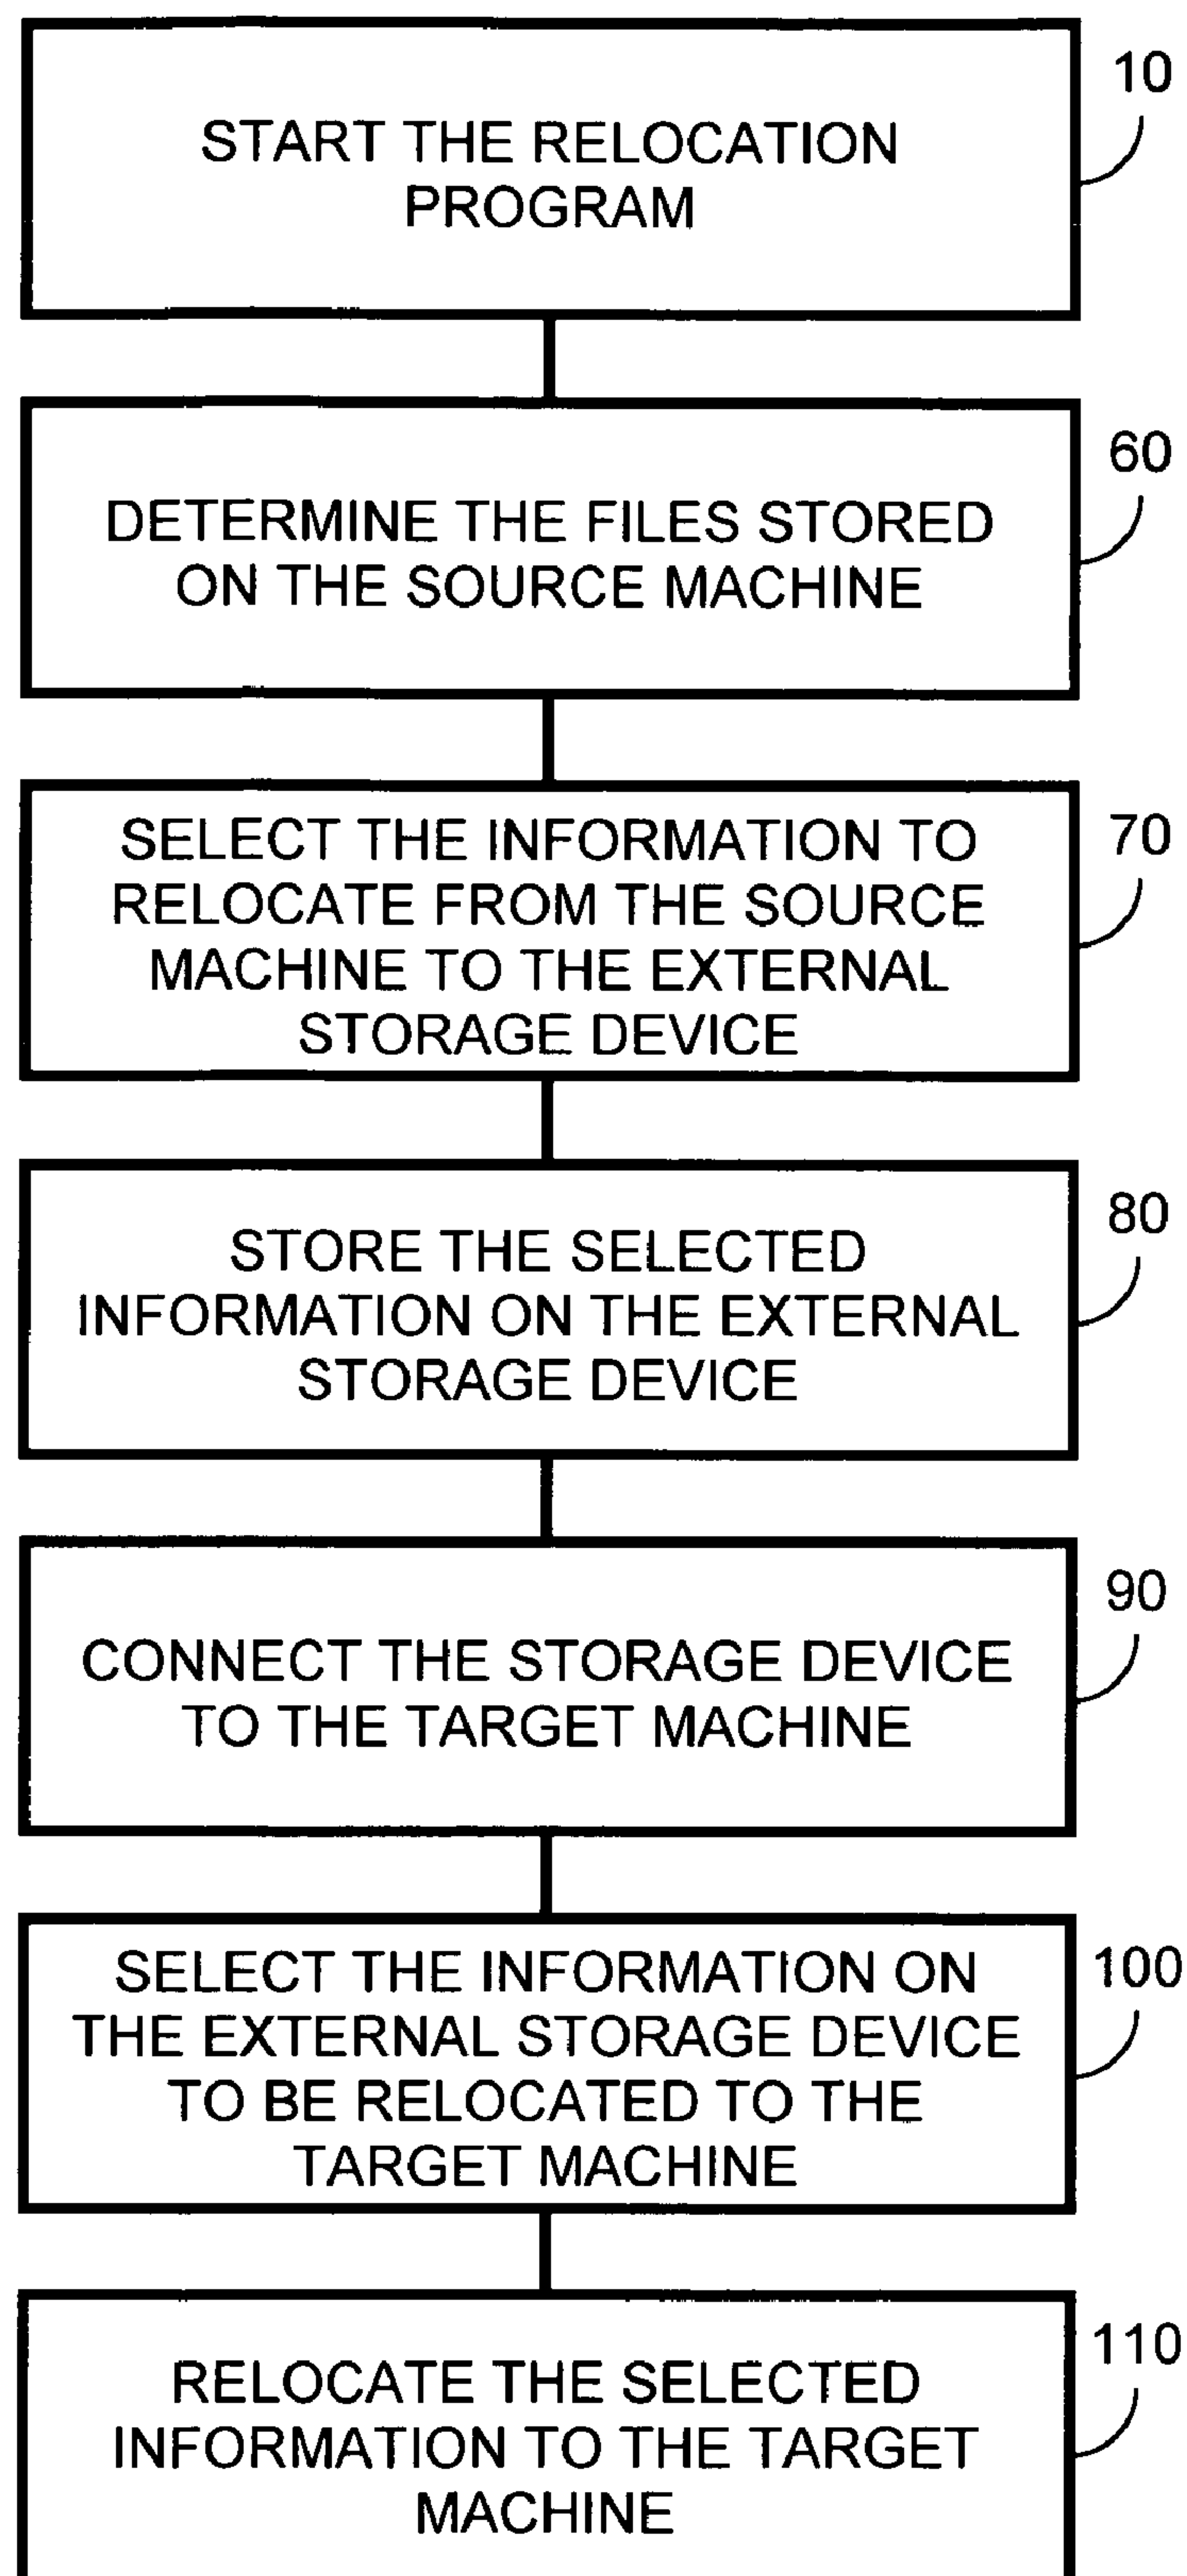 10
START THE RELOCATION
PROGRAM
60
DETERMINE THE FILES STORED
ON THE SOURCE MACHINE
70
SELECT THE INFORMATION TO
RELOCATE FROM THE SOURCE
MACHINE TO THE EXTERNAL
STORAGE DEVICE
80
STORE THE SELECTED
INFORMATION ON THE EXTERNAL
STORAGE DEVICE
90
CONNECT THE STORAGE DEVICE
TO THE TARGET MACHINE
100
SELECT THE INFORMATION ON
THE EXTERNAL STORAGE DEVICE
TO BE RELOCATED TO THE
TARGET MACHINE
110
RELOCATE THE SELECTED
INFORMATION TO THE TARGET
MACHINE